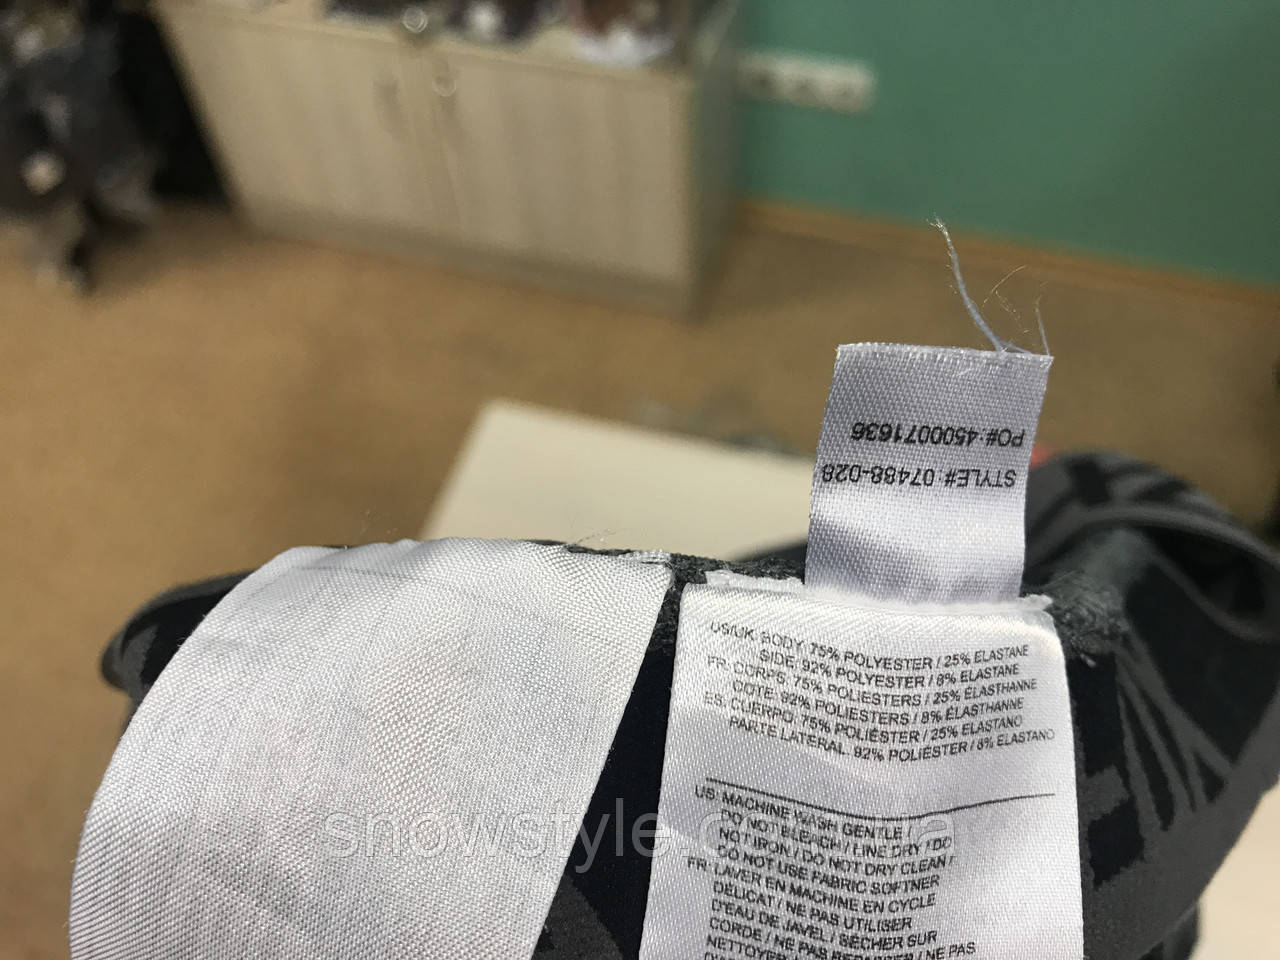 PO#: 4500071636
STYLE#: 07488-028
US/UK: BODY: 75% POLYESTER / 25% ELASTANE
SIDE: 92% POLYESTER / 8% ELASTANE
FR: CORPS: 75% POLIESTERS / 25% ÉLASTHANNE
COTE: 92% POLIESTERS / 8% ÉLASTHANNE
ES: CUERPO: 75% POLIÉSTER / 25% ELASTANO
PARTE LATERAL: 92% POLIÉSTER / 8% ELASTANO
US: MACHINE WASH GENTLE /
DO NOT BLEACH / LINE DRY / DO
NOT IRON / DO NOT DRY CLEAN /
DO NOT USE FABRIC SOFTNER
FR: LAVER EN MACHINE EN CYCLE
DÉLICAT / NE PAS UTILISER
D'EAU DE JAVEL / SÉCHER SUR
CORDE / NE PAS REPASSER / NE PAS
NETTOYER
snowstyle.com.ua